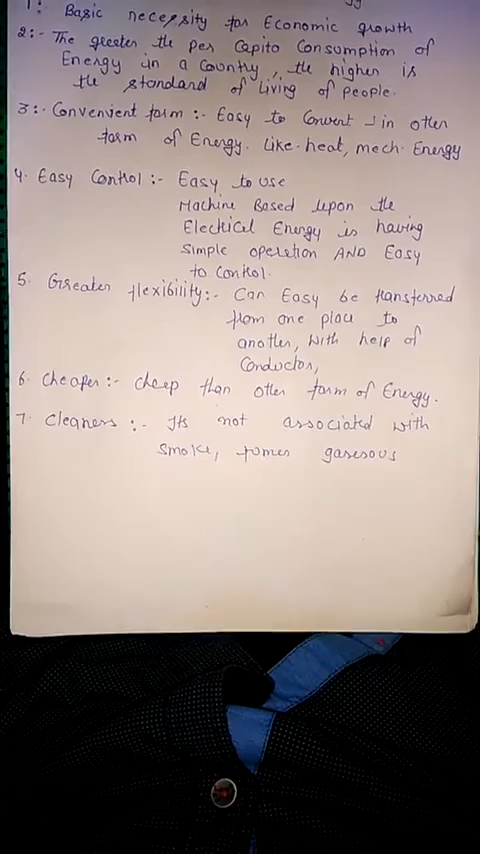 1:- Basic necessity for Economic growth
2:- The greater the per Capita Consumption of
Energy in a Country., the higher is
the standard of living of people.
3:- Convenient form :- Easy to Convert in other
form of Energy. Like-heat, mech- Energy
4. Easy Control :- Easy to use
Machine Based upon the
Electical Energy is having
Simple operation AND Easy
to control.
5. Greater flexibility:- Can Easy be transferred
from one place to
another, with help of
Conductor,
6. Cheaper :- Cheep than other form of Energy.
7. Cleaners :- Its not associated with
smoke, fumes gasesous